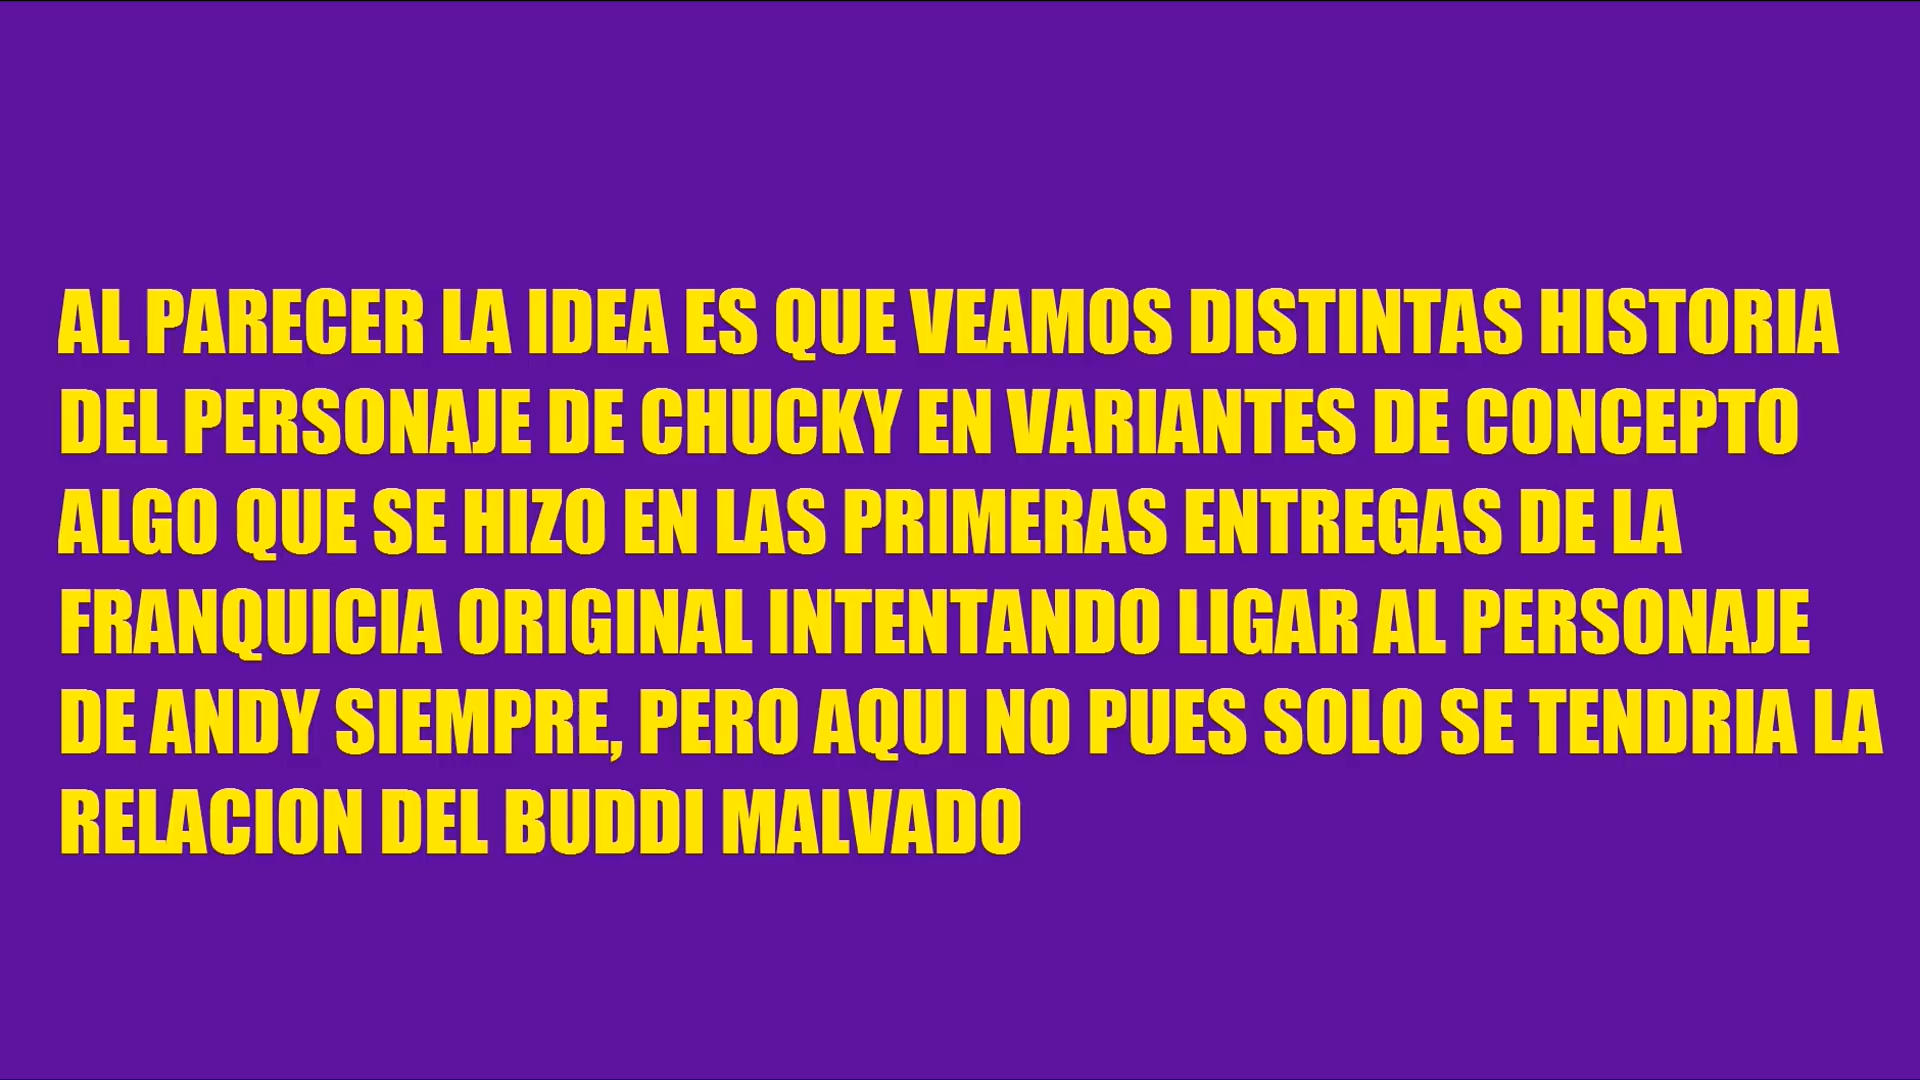 AL PARECER LA IDEA ES QUE VEAMOS DISTINTAS HISTORIA
DEL PERSONAJE DE CHUCKY EN VARIANTES DE CONCEPTO
ALGO QUE SE HIZO EN LAS PRIMERAS ENTREGAS DE LA
FRANQUICIA ORIGINAL INTENTANDO LIGAR AL PERSONAJE
DE ANDY SIEMPRE, PERO AQUI NO PUES SOLO SE TENDRIA LA
RELACION DEL BUDDI MALVADO